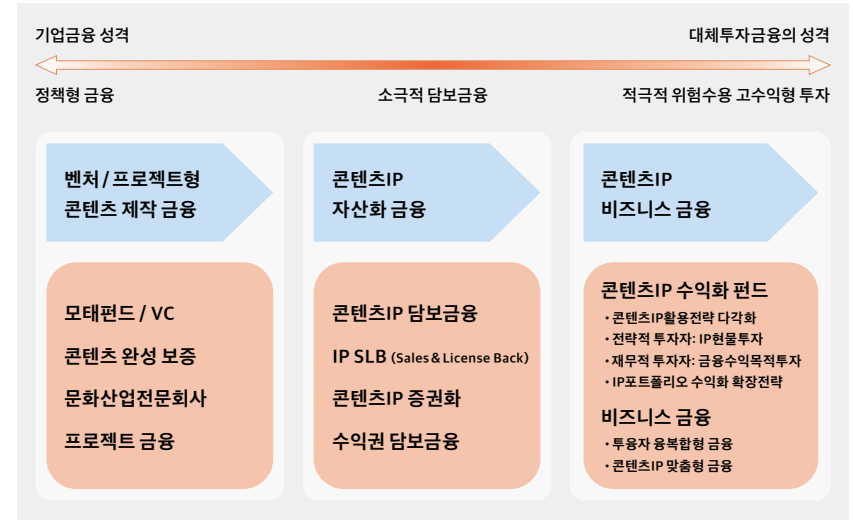 기업금융 성격
대체투자금융의 성격
정책형 금융
소극적 담보금융
적극적 위험수용 고수익형 투자
벤처 / 프로젝트형
콘텐츠 제작 금융
모태펀드 / VC
콘텐츠 완성 보증
문화산업전문회사
프로젝트 금융
콘텐츠IP
자산화 금융
콘텐츠IP 담보금융
IP SLB (Sales & License Back)
콘텐츠IP 증권화
수익권 담보금융
콘텐츠IP
비즈니스 금융
콘텐츠IP 수익화 펀드
• 콘텐츠IP활용전략 다각화
• 전략적 투자자: IP현물투자
• 재무적 투자자: 금융수익목적투자
• IP포트폴리오 수익화 확장전략
비즈니스 금융
• 투융자 융복합형 금융
• 콘텐츠IP 맞춤형 금융